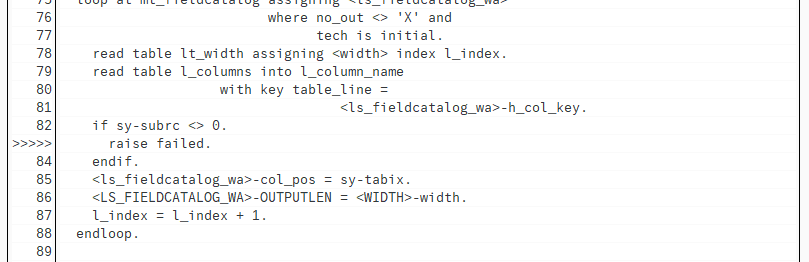 75 loop at mt_fieldcatalog assigning <ls_fieldcatalog_wa>
76 where no_out <> 'X' and
77 tech is initial.
78 read table lt_width assigning <width> index l_index.
79 read table l_columns into l_column_name
80 with key table_line =
81 <ls_fieldcatalog_wa>-h_col_key.
82 if sy-subrc <> 0.
>>>>> raise failed.
84 endif.
85 <ls_fieldcatalog_wa>-col_pos = sy-tabix.
86 <LS_FIELDCATALOG_WA>-OUTPUTLEN = <WIDTH>-width.
87 l_index = l_index + 1.
88 endloop.
89